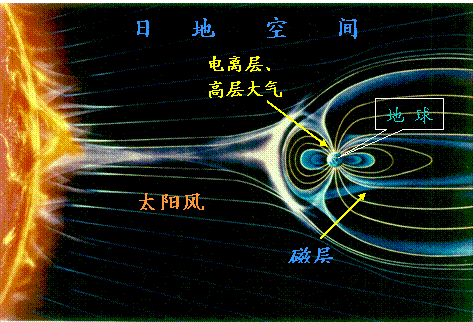 日地空间
电离层、
高层大气
地球
太阳风
磁层